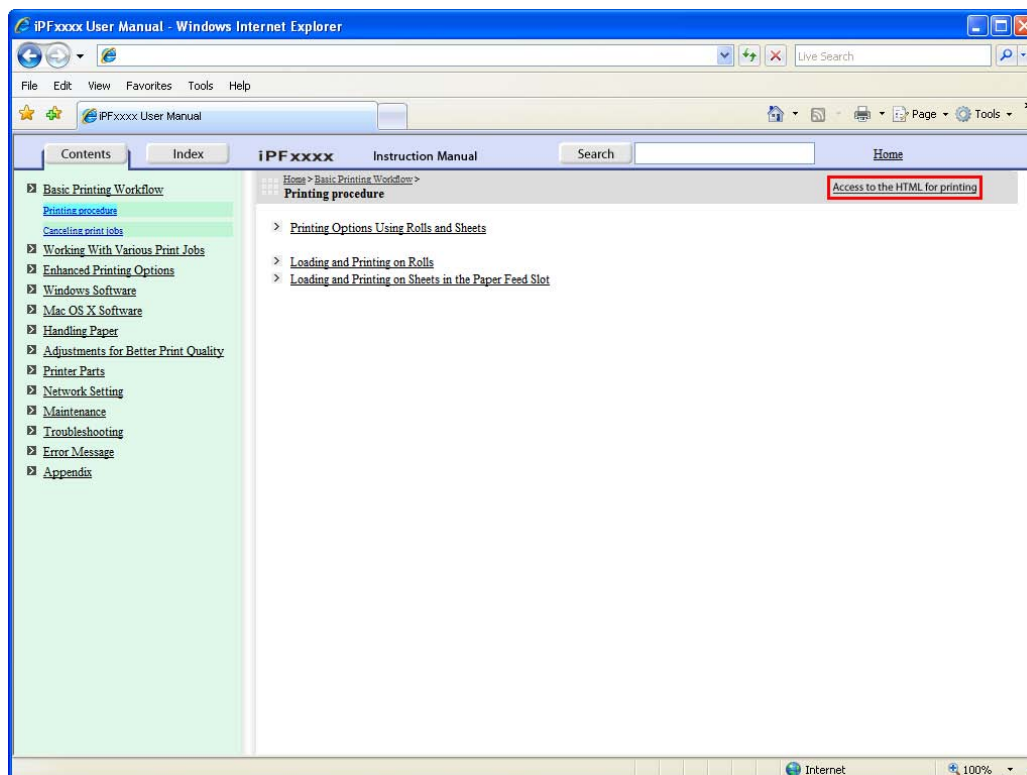 iPFxxxx User Manual - Windows Internet Explorer
Live Search
File Edit View Favorites Tools Help
iPFxxxx User Manual
Page Tools
Contents Index iPFxxxx Instruction Manual Search Home
Home > Basic Printing Workflow >
Printing procedure
Access to the HTML for printing
Basic Printing Workflow
Printing procedure
Canceling print jobs
Working With Various Print Jobs
Enhanced Printing Options
Windows Software
Mac OS X Software
Handling Paper
Adjustments for Better Print Quality
Printer Parts
Network Setting
Maintenance
Troubleshooting
Error Message
Appendix
Printing Options Using Rolls and Sheets
Loading and Printing on Rolls
Loading and Printing on Sheets in the Paper Feed Slot
Internet 100%